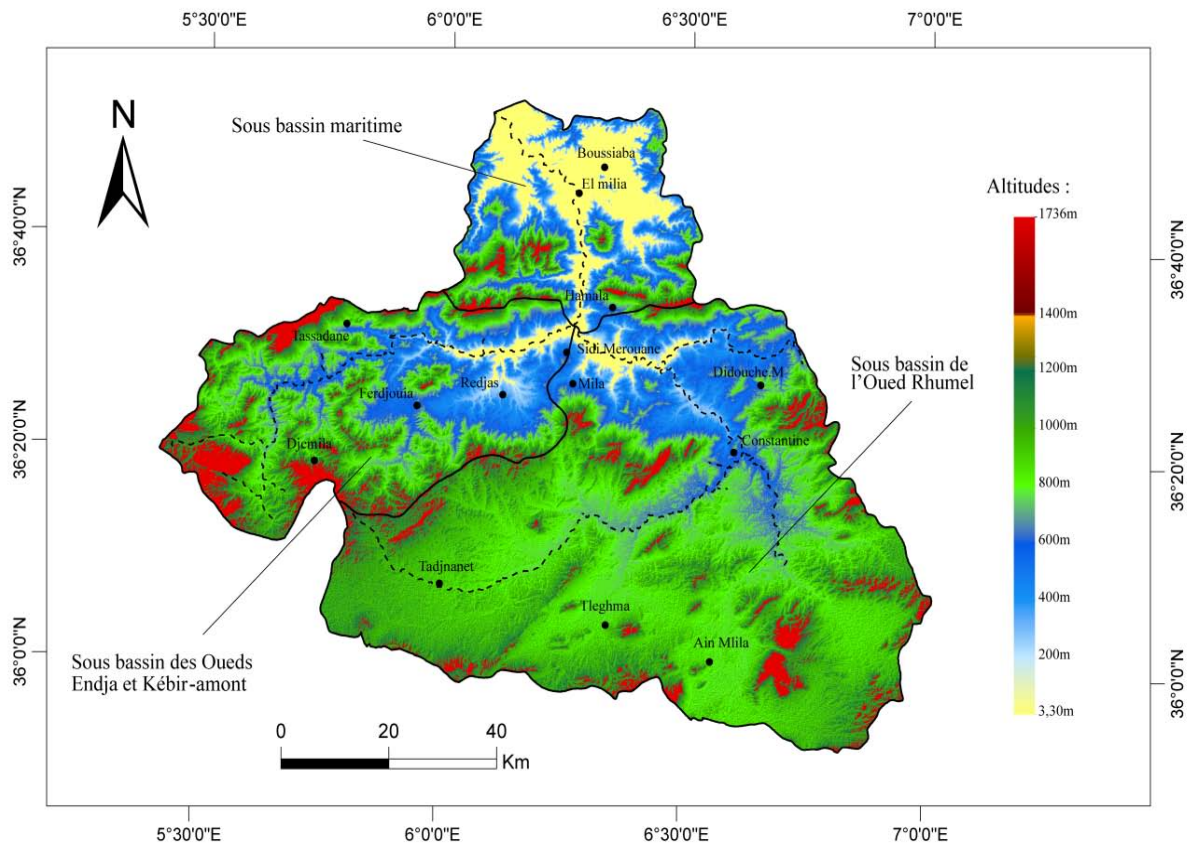 5°30'0"E 6°0'0"E 6°30'0"E 7°0'0"E
N
Sous bassin maritime
Boussiaba
El milia
Altitudes :
1736m
1400m
1200m
1000m
800m
600m
400m
200m
3,30m
36°40'0"N
36°40'0"N
Hamala
Tassadane
Sidi Merouane
Sous bassin de
l'Oued Rhumel
Didouche.M
Redjas
Mila
Ferdjouia
36°20'0"N
36°20'0"N
Djemila
Constantine
Tadjnanet
Tleghma
Ain Mlila
36°0'0"N
36°0'0"N
Sous bassin des Oueds
Endja et Kébir-amont
0 20 40
Km
5°30'0"E 6°0'0"E 6°30'0"E 7°0'0"E